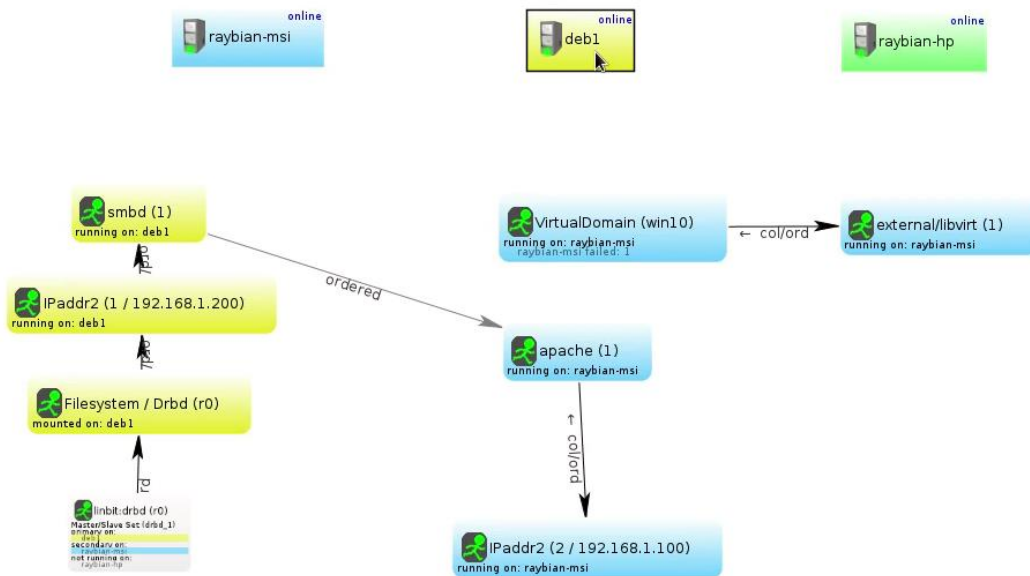 online
raybian-msi
online
deb1
online
raybian-hp
smbd (1)
running on: deb1
VirtualDomain (win10)
running on: raybian-msi
raybian-msi failed: 1
← col/ord
external/libvirt (1)
running on: raybian-msi
ordered
IPaddr2 (1 / 192.168.1.200)
running on: deb1
apache (1)
running on: raybian-msi
Filesystem / Drbd (r0)
mounted on: deb1
← col/ord
rd
linbit:drbd (r0)
Master/Slave Set (drbd_1)
primary on:
deb1
secondary on:
raybian-msi
not running on:
raybian-hp
IPaddr2 (2 / 192.168.1.100)
running on: raybian-msi